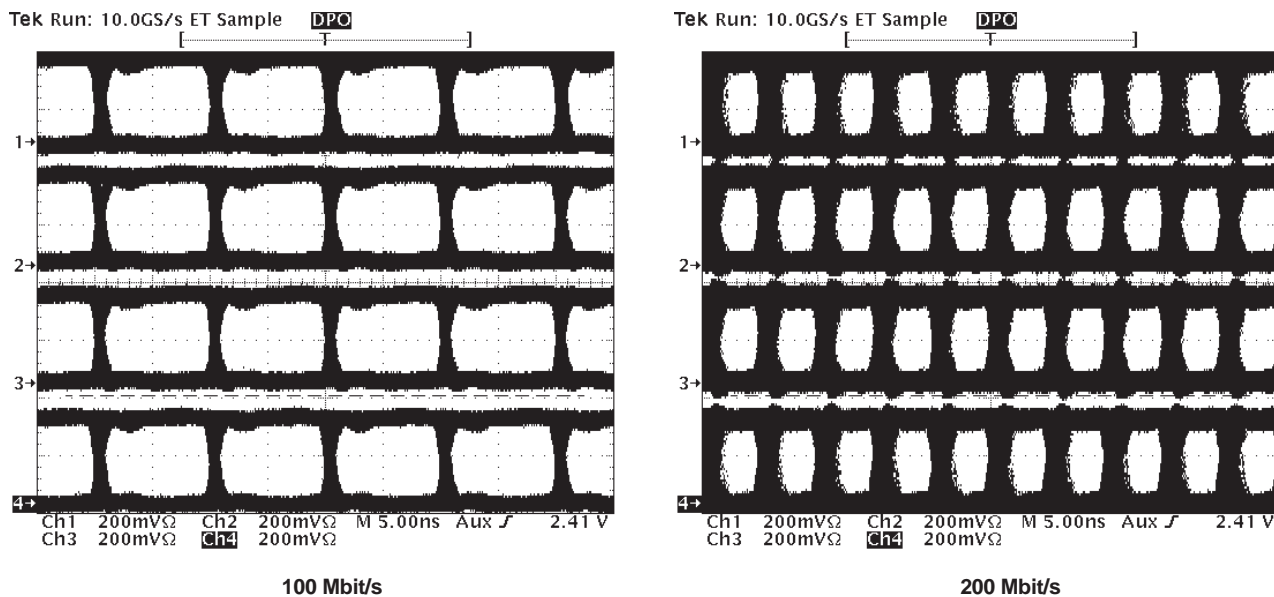 Tek Run: 10.0GS/s ET Sample DPO
[ T ]
1→
2→
3→
4→
Ch1 200mVΩ Ch2 200mVΩ M 5.00ns Aux ʃ 2.41 V
Ch3 200mVΩ Ch4 200mVΩ
100 Mbit/s
Tek Run: 10.0GS/s ET Sample DPO
[ T ]
1→
2→
3→
4→
Ch1 200mVΩ Ch2 200mVΩ M 5.00ns Aux ʃ 2.41 V
Ch3 200mVΩ Ch4 200mVΩ
200 Mbit/s